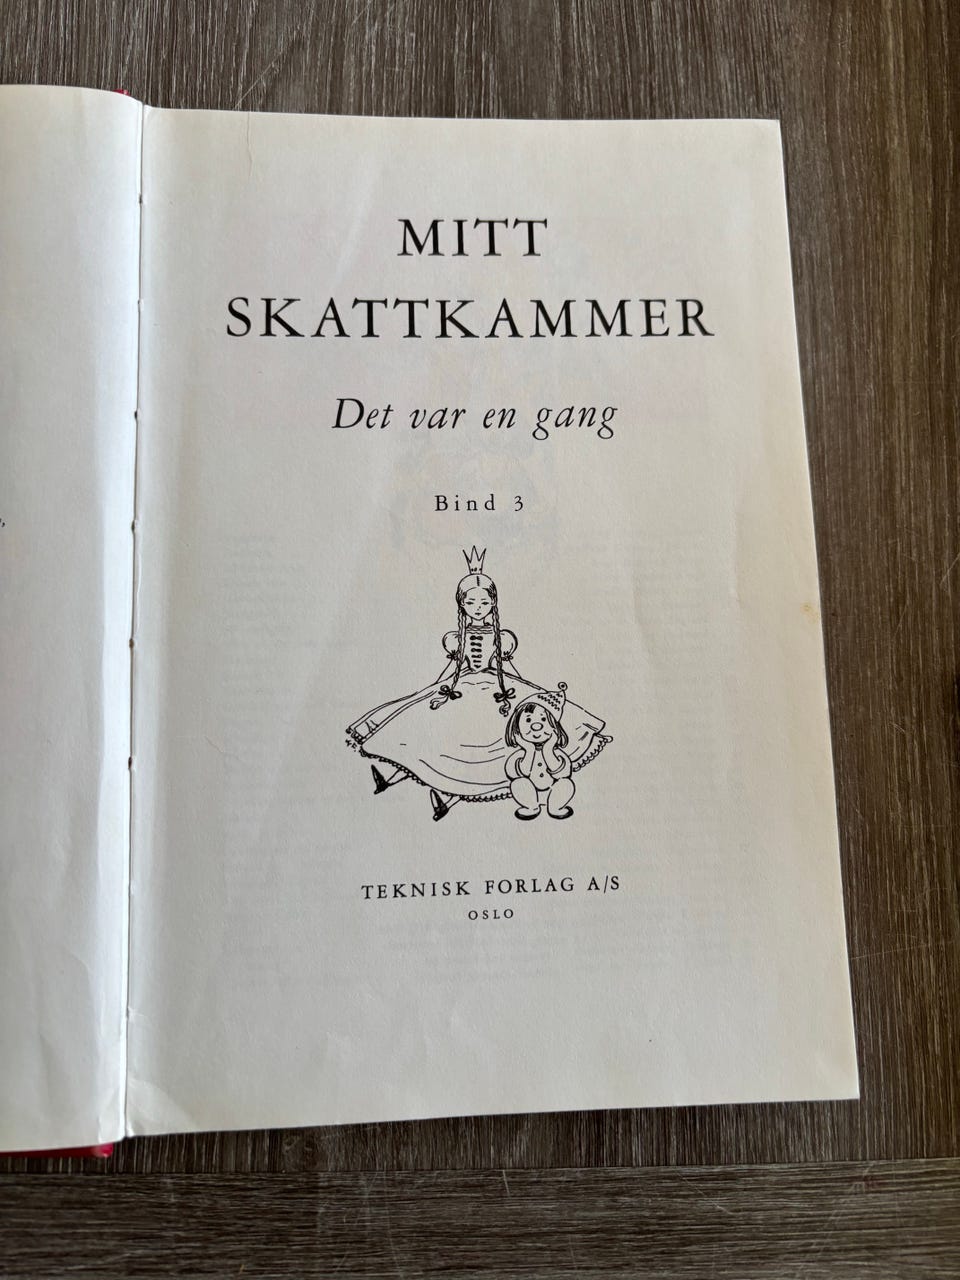 MITT
SKATTKAMMER
Det var en gang
Bind 3
TEKNISK FORLAG A/S
OSLO